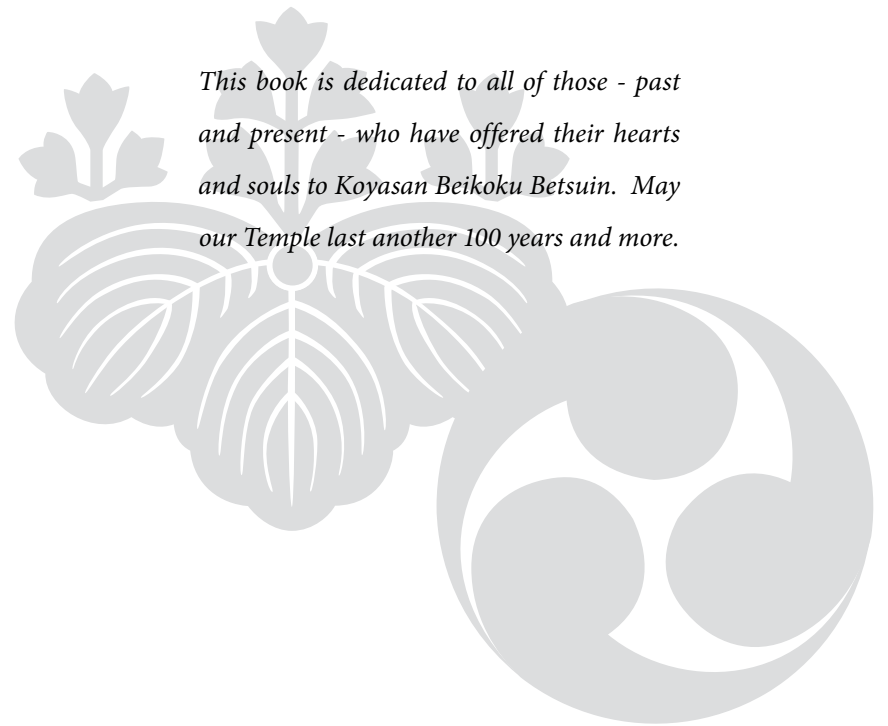 This book is dedicated to all of those - past
and present - who have offered their hearts
and souls to Koyasan Beikoku Betsuin.  May
our Temple last another 100 years and more.